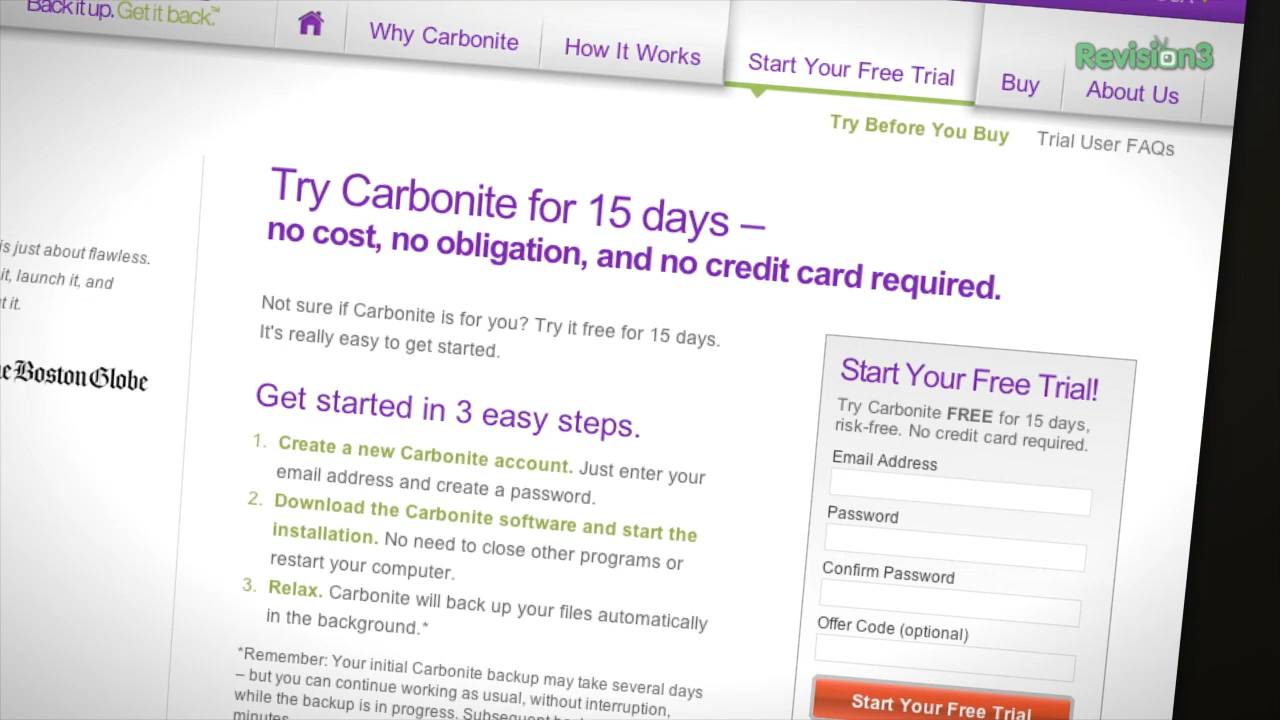 Back it up. Get it back.™
Why Carbonite
How It Works
Start Your Free Trial
Buy
About Us
Revision3
Try Before You Buy
Trial User FAQs
Try Carbonite for 15 days –
no cost, no obligation, and no credit card required.
is just about flawless.
it, launch it, and
it.
Boston Globe
Not sure if Carbonite is for you? Try it free for 15 days.
It's really easy to get started.
Get started in 3 easy steps.
1. Create a new Carbonite account. Just enter your
email address and create a password.
2. Download the Carbonite software and start the
installation. No need to close other programs or
restart your computer.
3. Relax. Carbonite will back up your files automatically
in the background.*
*Remember: Your initial Carbonite backup may take several days
– but you can continue working as usual, without interruption,
while the backup is in progress. Subsequent
minutes.
Start Your Free Trial!
Try Carbonite FREE for 15 days,
risk-free. No credit card required.
Email Address
Password
Confirm Password
Offer Code (optional)
Start Your Free Trial